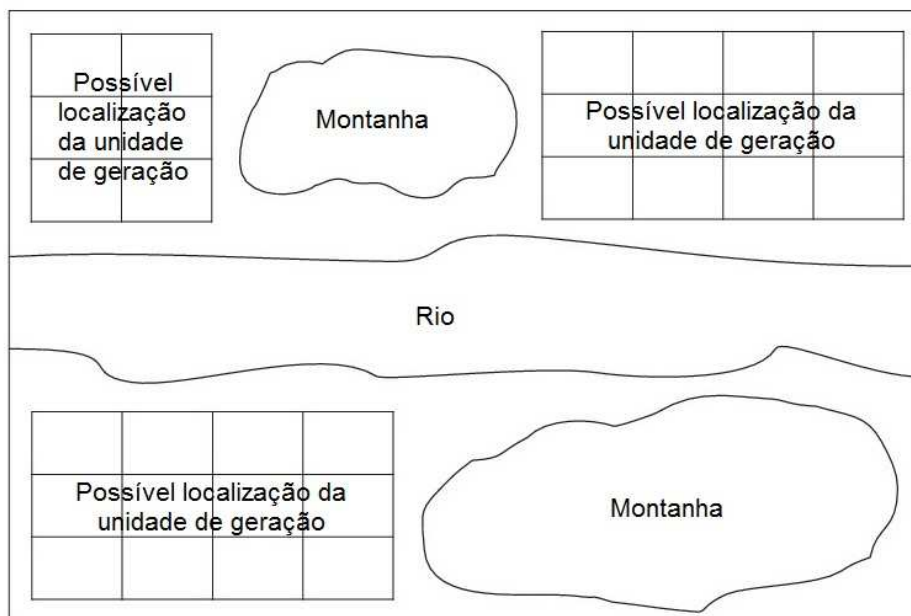 Possível
localização
da unidade
de geração
Montanha
Possível localização da
unidade de geração
Rio
Possível localização da
unidade de geração
Montanha